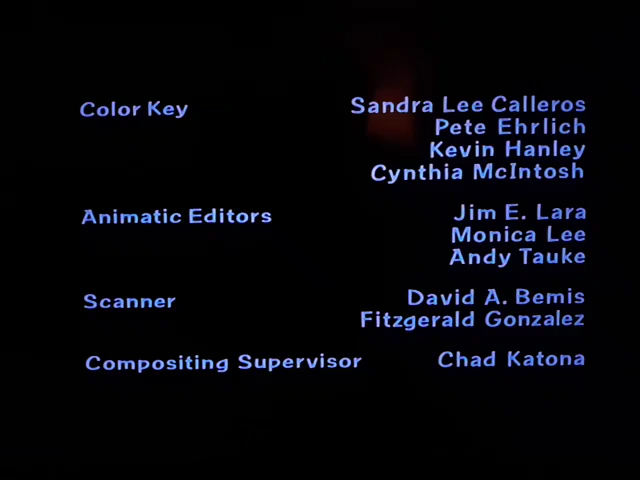 Color Key Sandra Lee Calleros
Pete Ehrlich
Kevin Hanley
Cynthia McIntosh
Animatic Editors Jim E. Lara
Monica Lee
Andy Tauke
Scanner David A. Bemis
Fitzgerald Gonzalez
Compositing Supervisor Chad Katona